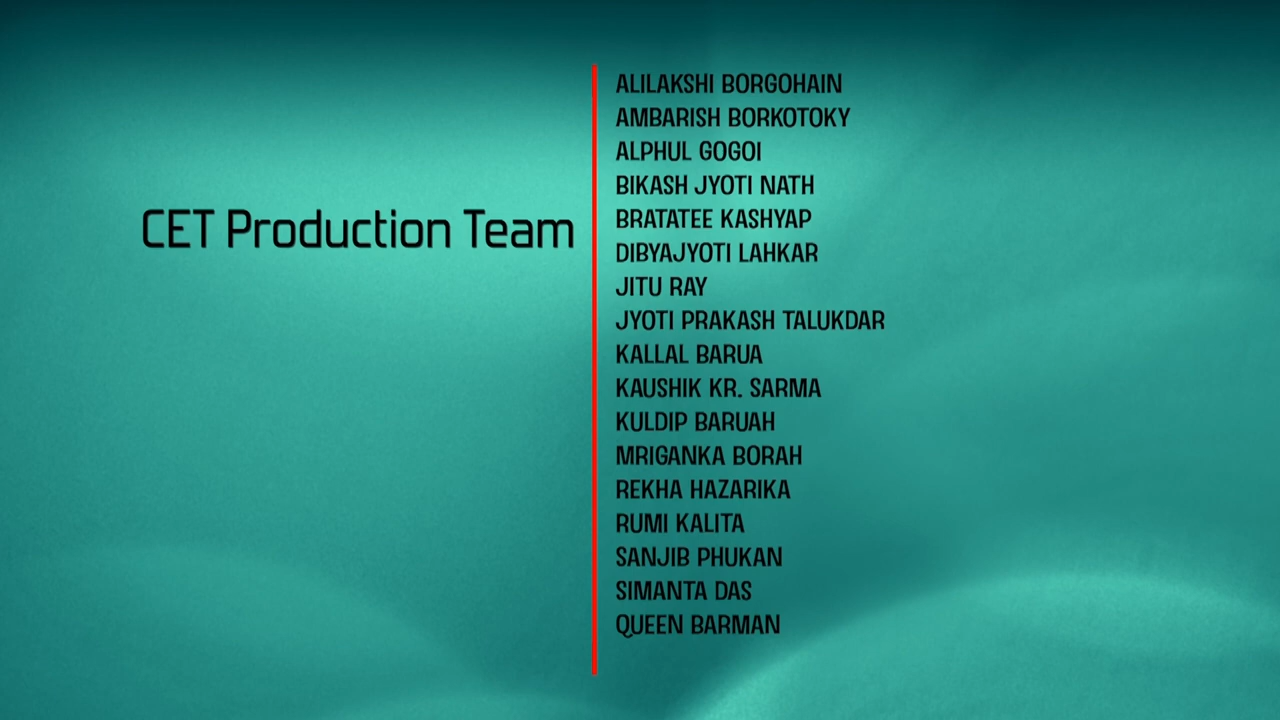 CET Production Team
ALILAKSHI BORGOHAIN
AMBARISH BORKOTOKY
ALPHUL GOGOI
BIKASH JYOTI NATH
BRATATEE KASHYAP
DIBYAJYOTI LAHKAR
JITU RAY
JYOTI PRAKASH TALUKDAR
KALLAL BARUA
KAUSHIK KR. SARMA
KULDIP BARUAH
MRIGANKA BORAH
REKHA HAZARIKA
RUMI KALITA
SANJIB PHUKAN
SIMANTA DAS
QUEEN BARMAN